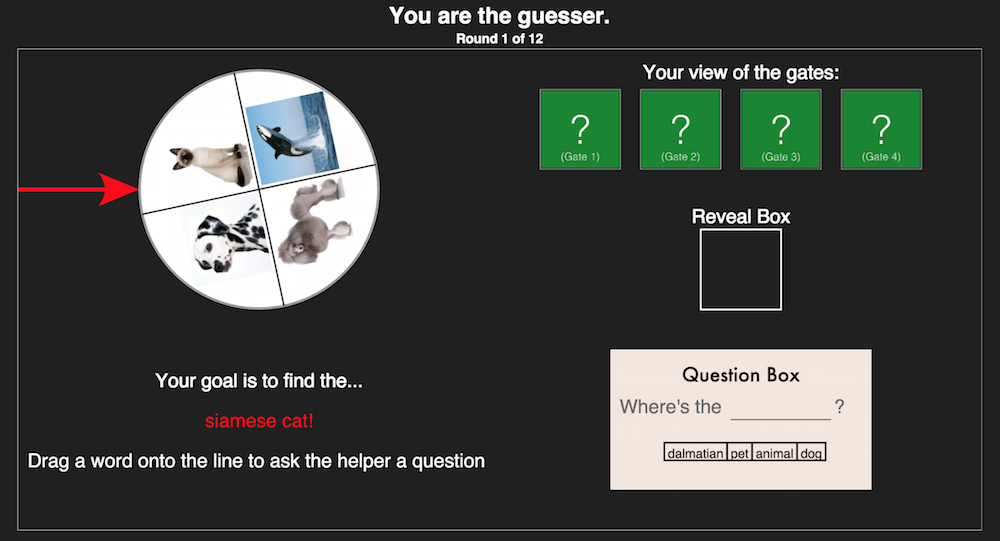 You are the guesser.
Round 1 of 12
Your view of the gates:
?
(Gate 1)
?
(Gate 2)
?
(Gate 3)
?
(Gate 4)
Reveal Box
Your goal is to find the...
siamese cat!
Drag a word onto the line to ask the helper a question
Question Box
Where's the __________ ?
dalmatian pet animal dog